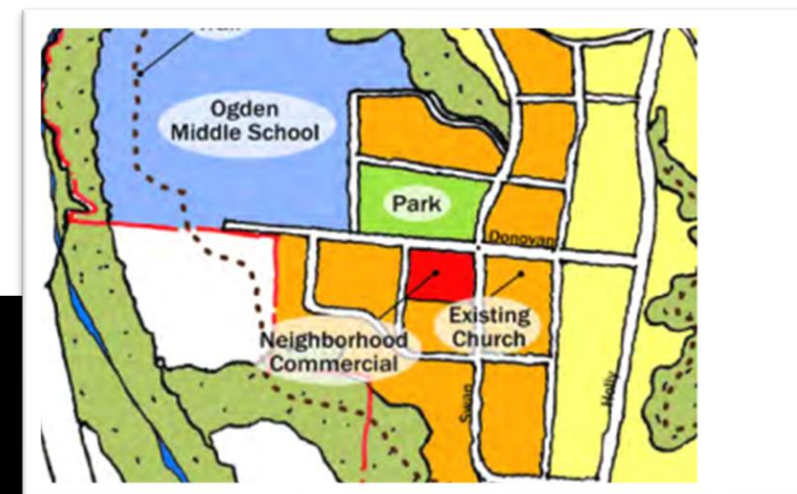 Ogden
Middle School
Park
Donovan
Existing
Church
Neighborhood
Commercial
Swan
Holly